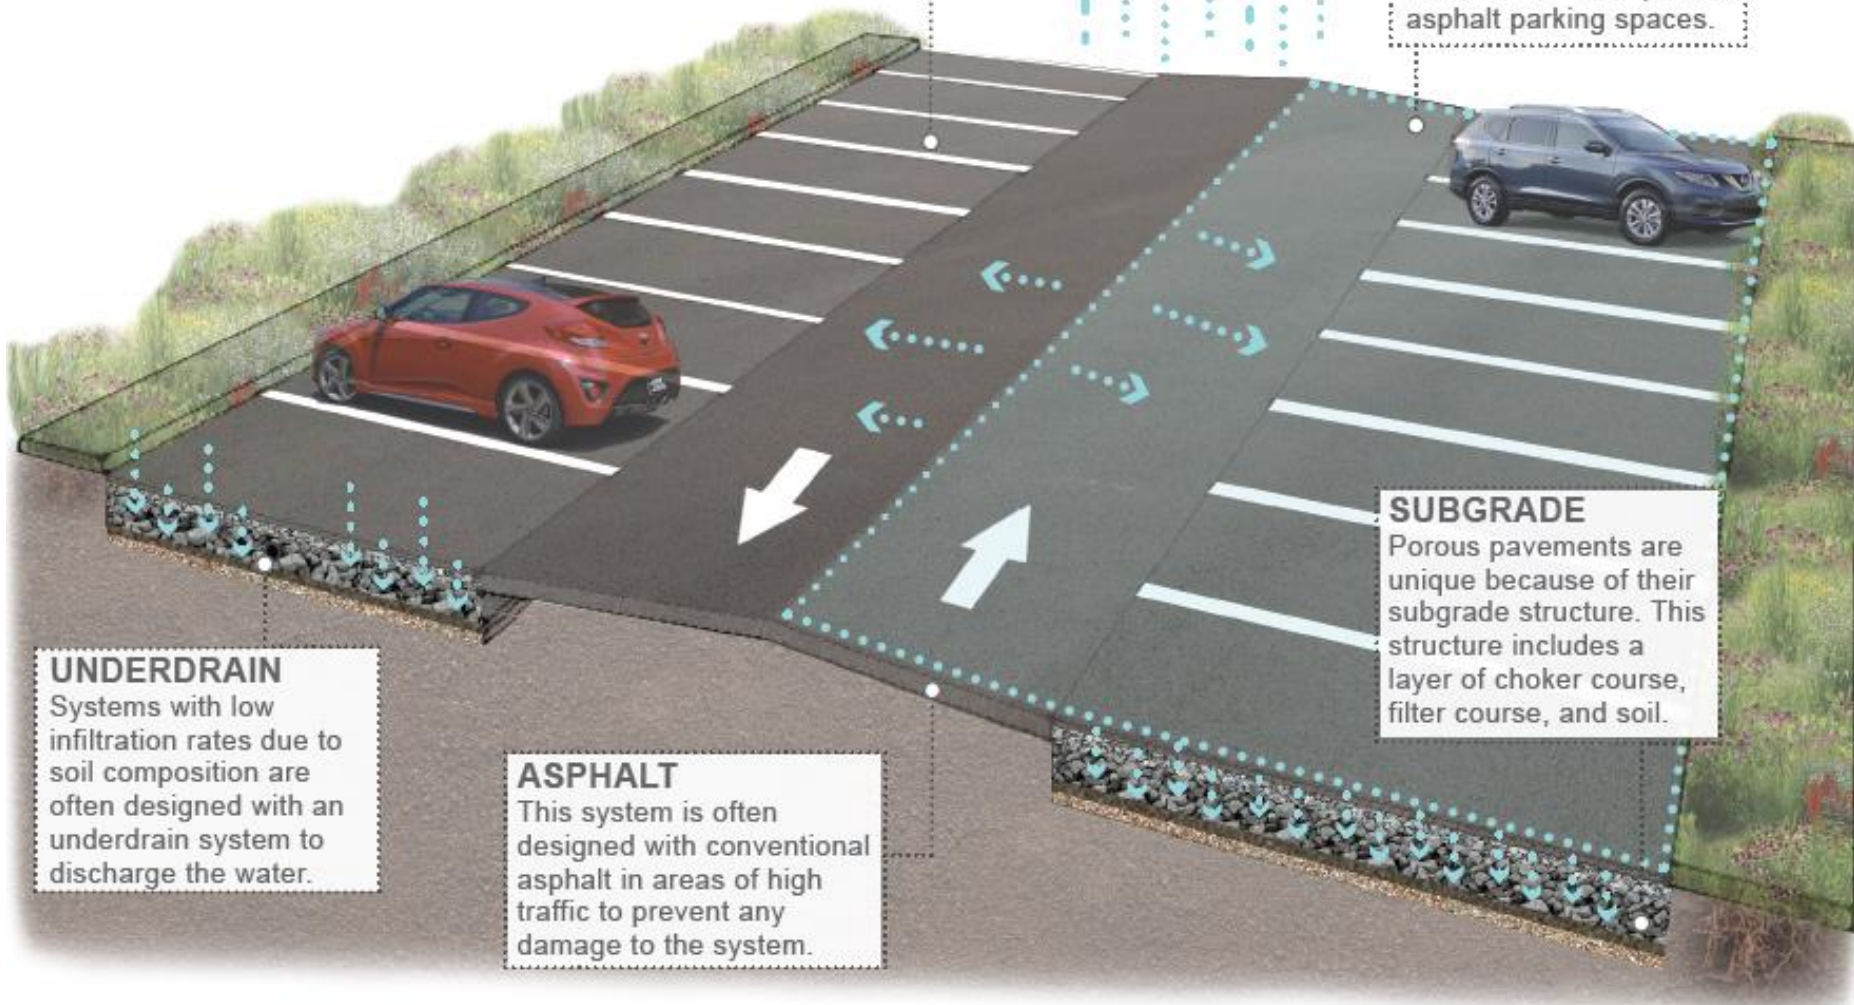 asphalt parking spaces.
SUBGRADE
Porous pavements are
unique because of their
subgrade structure. This
structure includes a
layer of choker course,
filter course, and soil.
UNDERDRAIN
Systems with low
infiltration rates due to
soil composition are
often designed with an
underdrain system to
discharge the water.
ASPHALT
This system is often
designed with conventional
asphalt in areas of high
traffic to prevent any
damage to the system.